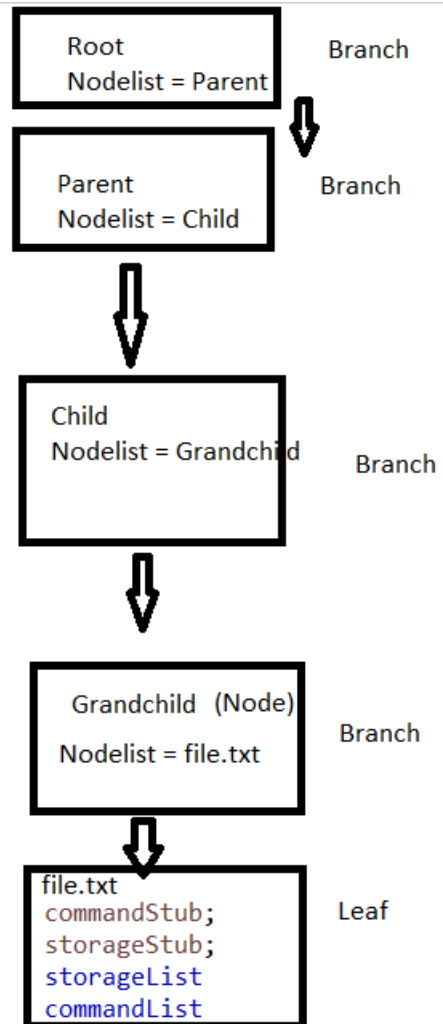 Root
Nodelist = Parent
Branch
Parent
Nodelist = Child
Branch
Child
Nodelist = Grandchild
Branch
Grandchild (Node)
Nodelist = file.txt
Branch
file.txt
commandStub;
storageStub;
storageList
commandList
Leaf